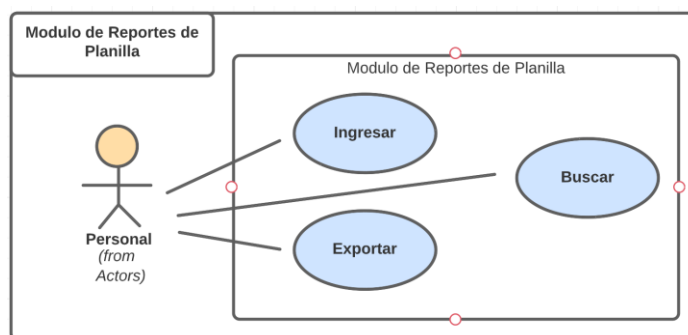 Modulo de Reportes de
Planilla
Modulo de Reportes de Planilla
Ingresar
Buscar
Exportar
Personal
(from
Actors)